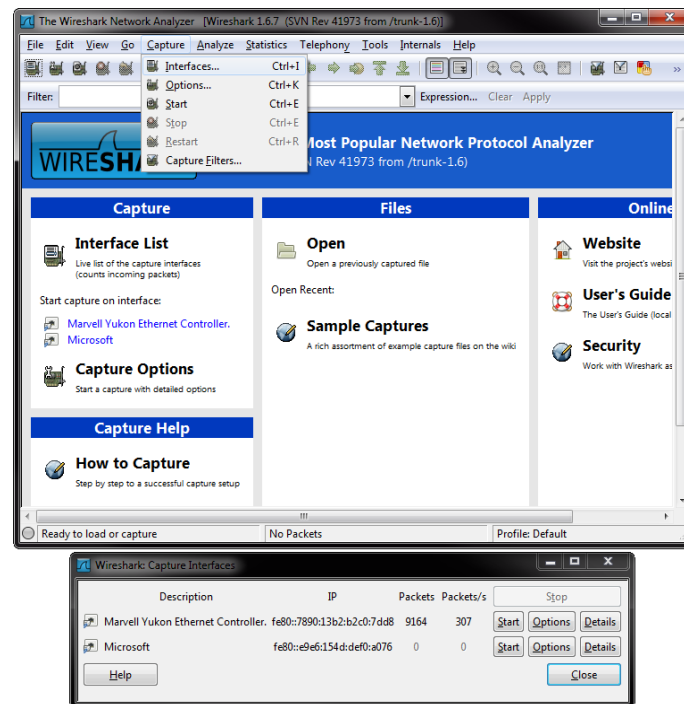 The Wireshark Network Analyzer [Wireshark 1.6.7 (SVN Rev 41973 from /trunk-1.6)]
File Edit View Go Capture Analyze Statistics Telephony Tools Internals Help
Interfaces... Ctrl+I
Options... Ctrl+K
Start Ctrl+E
Stop Ctrl+E
Restart Ctrl+R
Capture Filters...
Filter: Expression... Clear Apply
WIRESH
Most Popular Network Protocol Analyzer
Rev 41973 from /trunk-1.6)
Capture
Interface List
Live list of the capture interfaces
(counts incoming packets)
Start capture on interface:
Marvell Yukon Ethernet Controller.
Microsoft
Capture Options
Start a capture with detailed options
Capture Help
How to Capture
Step by step to a successful capture setup
Files
Open
Open a previously captured file
Open Recent:
Sample Captures
A rich assortment of example capture files on the wiki
Online
Website
Visit the project's websi
User's Guide
The User's Guide (local
Security
Work with Wireshark as
Ready to load or capture No Packets Profile: Default
Wireshark: Capture Interfaces
Description IP Packets Packets/s Stop
Marvell Yukon Ethernet Controller. fe80::7890:13b2:b2c0:7dd8 9164 307 Start Options Details
Microsoft fe80::e9e6:154d:def0:a076 0 0 Start Options Details
Help Close